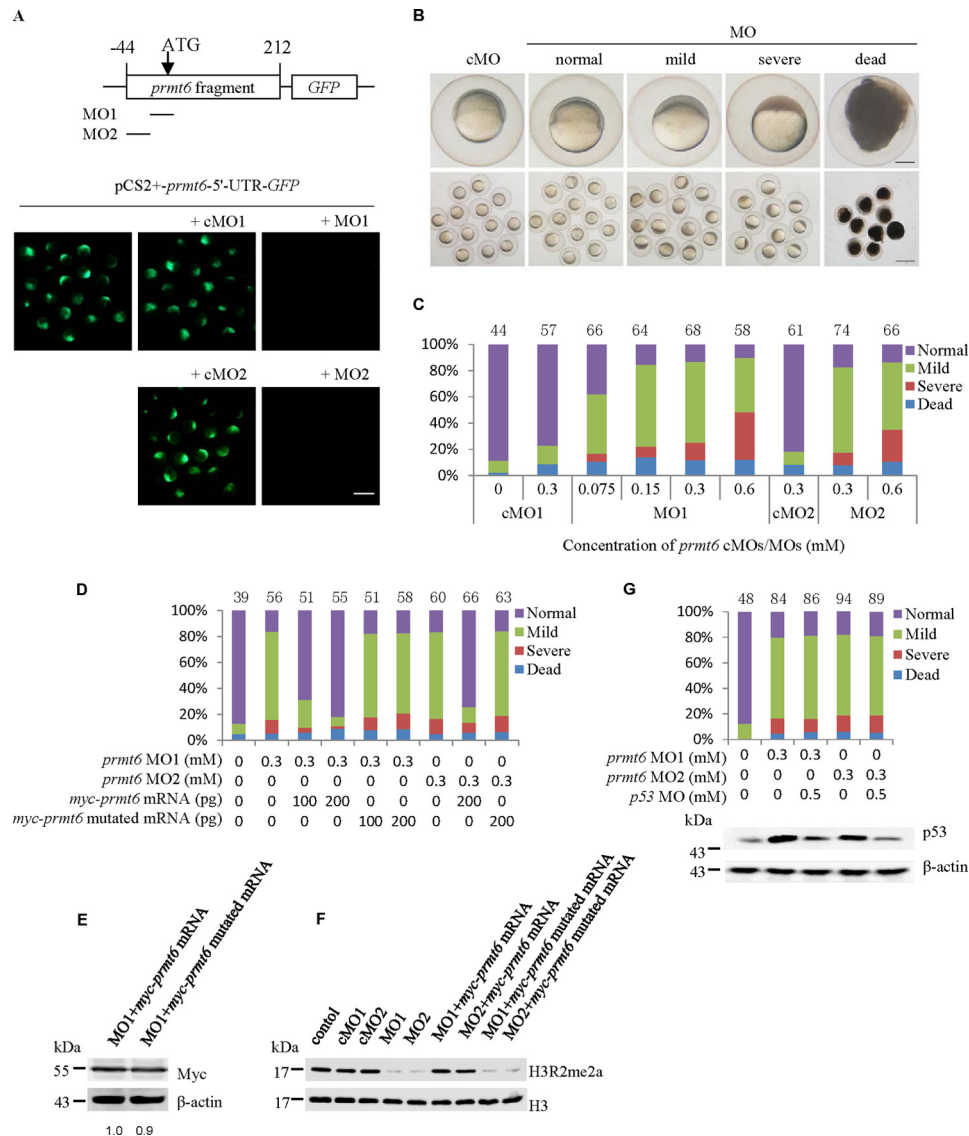 A
-44 ATG 212
prmt6 fragment GFP
MO1
MO2
pCS2+-prmt6-5'-UTR-GFP
+ cMO1 + MO1
+ cMO2 + MO2
B
MO
cMO normal mild severe dead
C
44 57 66 64 68 58 61 74 66
100%
80%
60%
40%
20%
0%
Normal
Mild
Severe
Dead
0 0.3 0.075 0.15 0.3 0.6 0.3 0.3 0.6
cMO1 MO1 cMO2 MO2
Concentration of prmt6 cMOs/MOs (mM)
D
39 56 51 55 51 58 60 66 63
100%
80%
60%
40%
20%
0%
Normal
Mild
Severe
Dead
prmt6 MO1 (mM) 0 0.3 0.3 0.3 0.3 0.3 0 0 0
prmt6 MO2 (mM) 0 0 0 0 0 0 0.3 0.3 0.3
myc-prmt6 mRNA (pg) 0 0 100 200 0 0 0 200 0
myc-prmt6 mutated mRNA (pg) 0 0 0 0 100 200 0 0 200
G
48 84 86 94 89
100%
80%
60%
40%
20%
0%
Normal
Mild
Severe
Dead
prmt6 MO1 (mM) 0 0.3 0.3 0 0
prmt6 MO2 (mM) 0 0 0 0.3 0.3
p53 MO (mM) 0 0 0.5 0 0.5
kDa
43 p53
43 β-actin
E
MO1+myc-prmt6 mRNA
MO1+myc-prmt6 mutated mRNA
kDa
55 Myc
43 β-actin
1.0 0.9
F
contol
cMO1
cMO2
MO1
MO2
MO1+myc-prmt6 mRNA
MO2+myc-prmt6 mRNA
MO1+myc-prmt6 mutated mRNA
MO2+myc-prmt6 mutated mRNA
kDa
17 H3R2me2a
17 H3